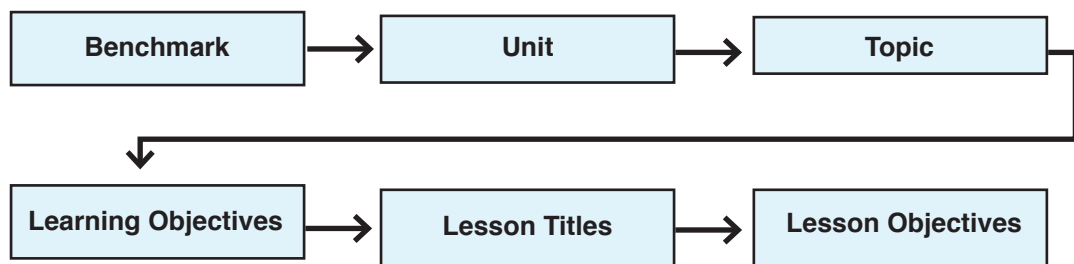 Benchmark
Unit
Topic
Learning Objectives
Lesson Titles
Lesson Objectives